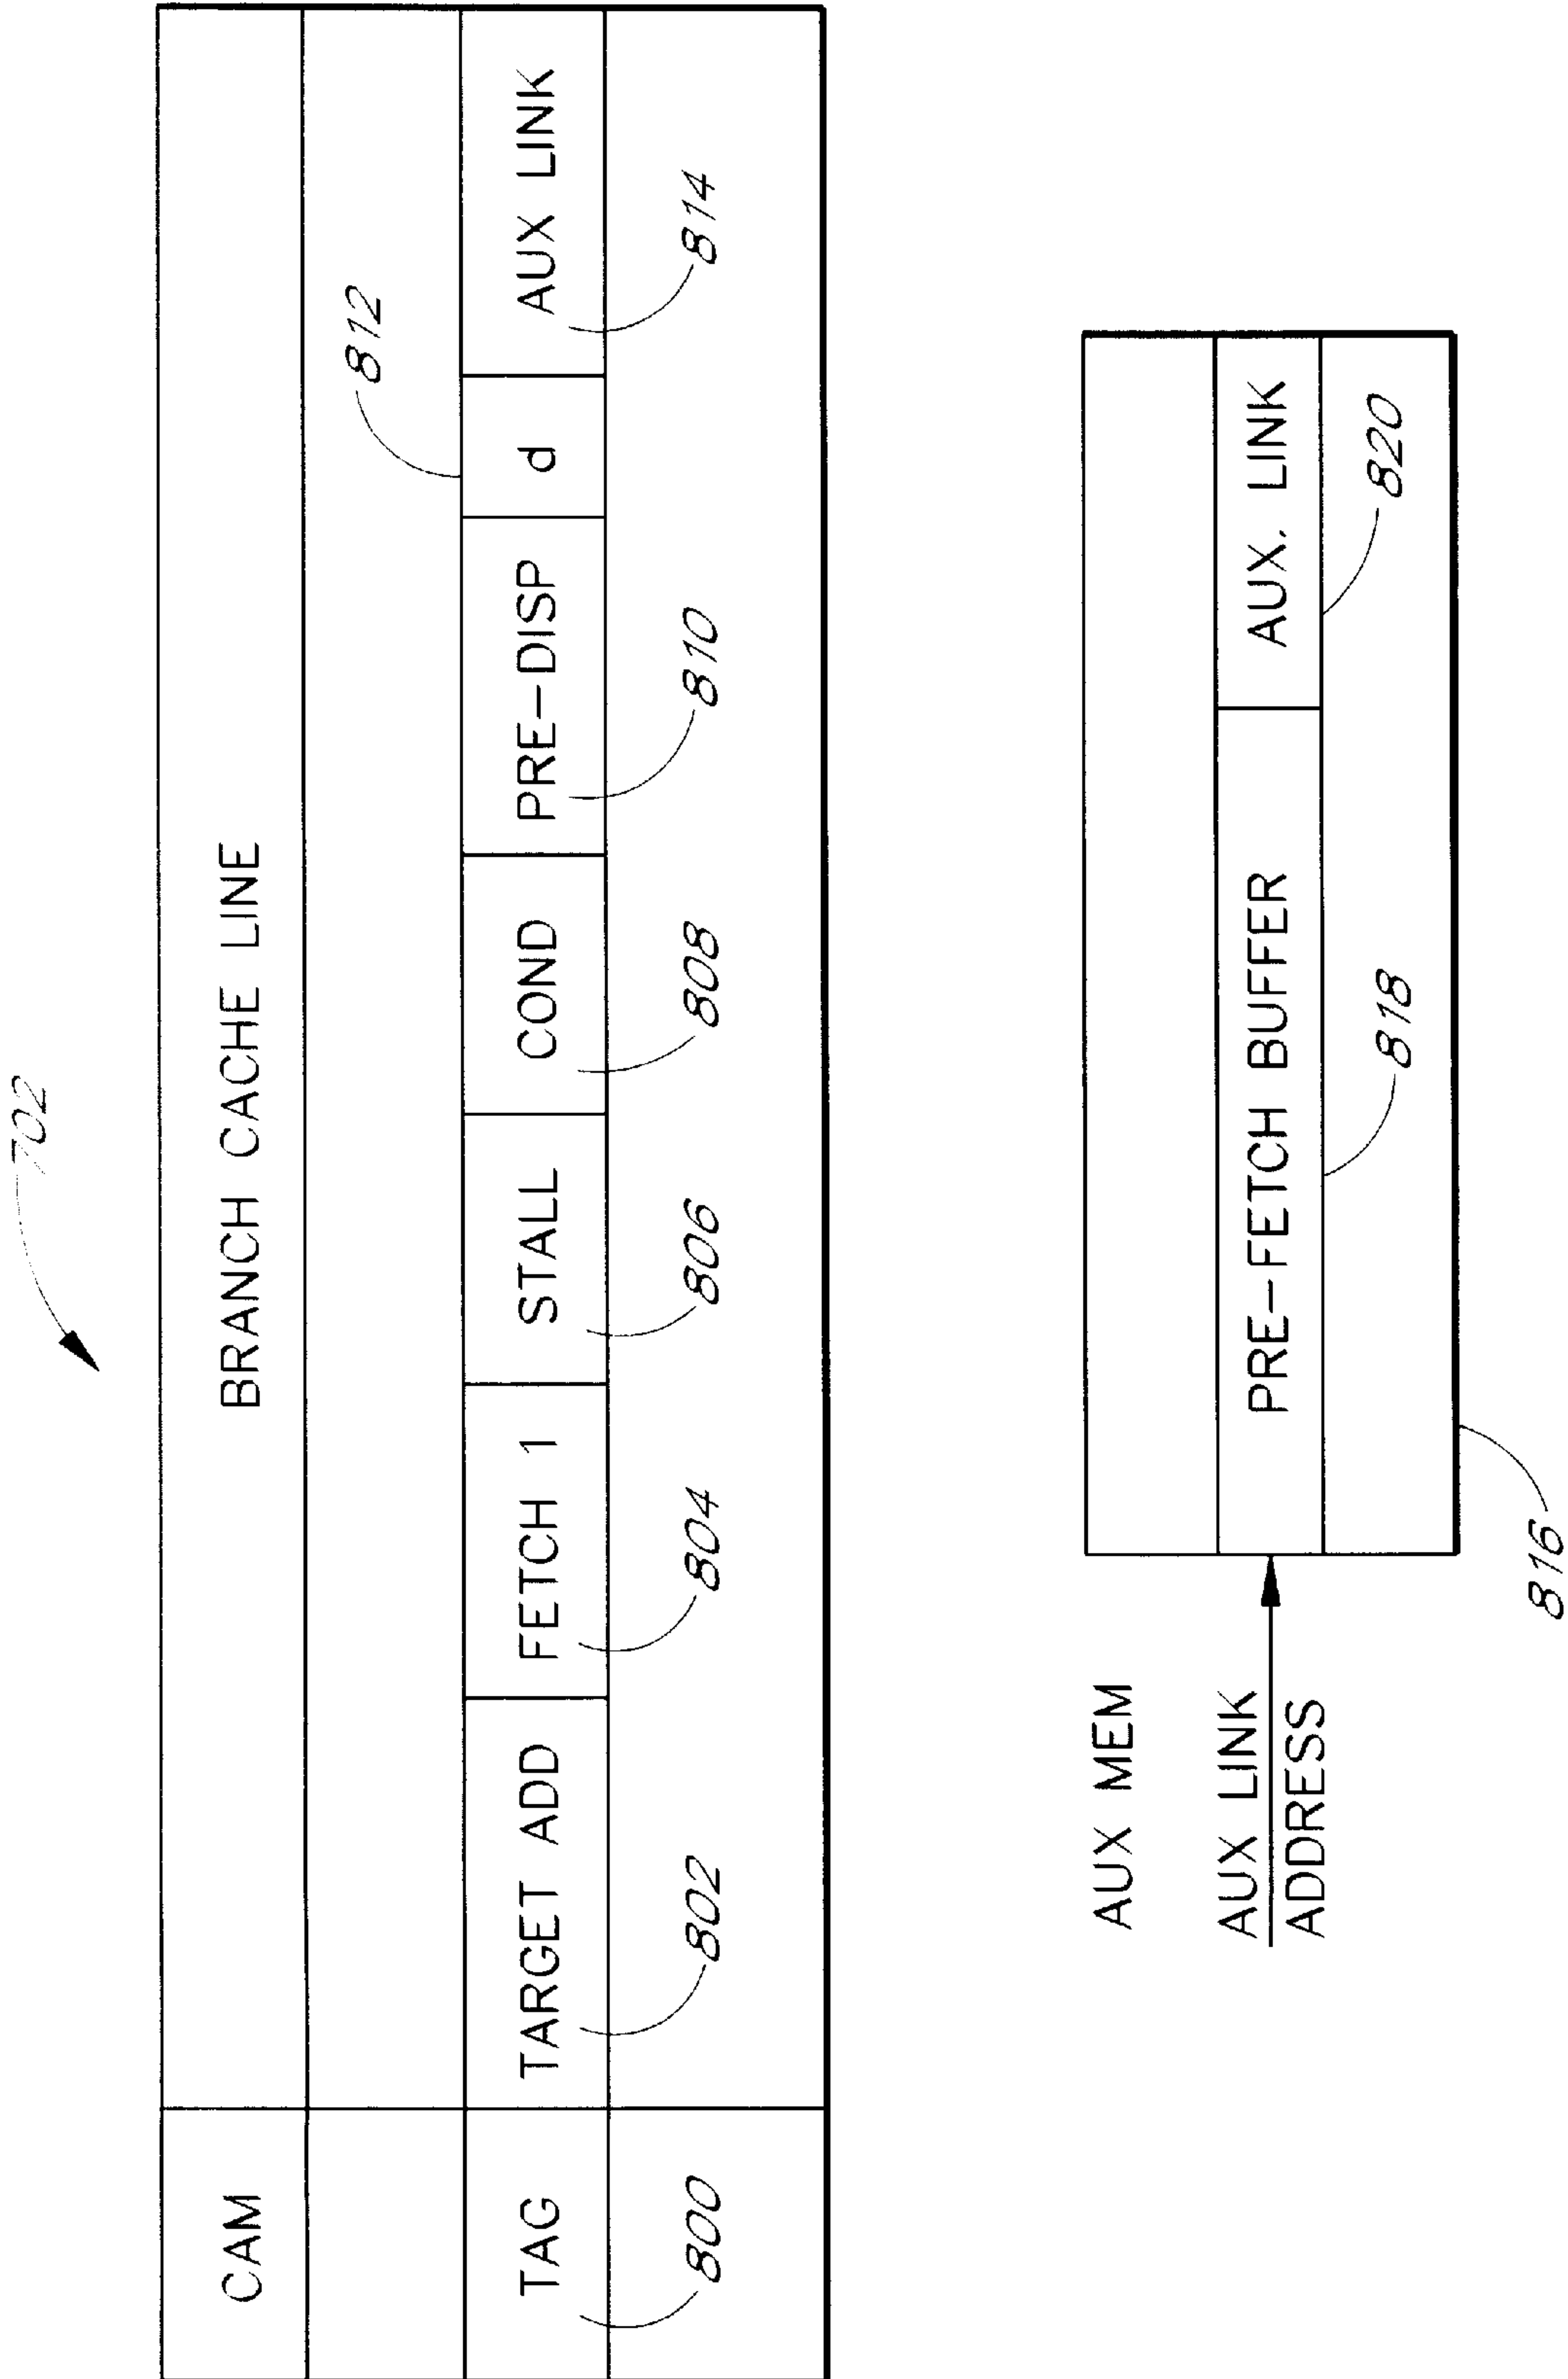 702
CAM BRANCH CACHE LINE
812
TAG TARGET ADD FETCH 1 STALL COND PRE-DISP d AUX LINK
800 802 804 806 808 810 814
AUX MEM
AUX LINK PRE-FETCH BUFFER AUX. LINK
ADDRESS
818 820
816